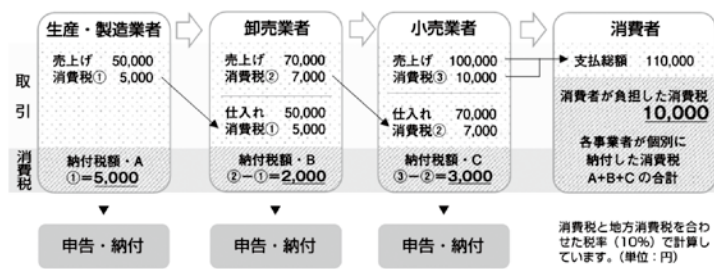 生産・製造業者
売上げ 50,000
消費税① 5,000
納付税額・A
①=5,000
申告・納付
卸売業者
売上げ 70,000
消費税② 7,000
仕入れ 50,000
消費税① 5,000
納付税額・B
②−①=2,000
申告・納付
小売業者
売上げ 100,000
消費税③ 10,000
仕入れ 70,000
消費税② 7,000
納付税額・C
③−②=3,000
申告・納付
消費者
支払総額 110,000
消費者が負担した消費税
10,000
各事業者が個別に
納付した消費税
A+B+Cの合計
取引
消費税
消費税と地方消費税を合わ
せた税率（10%）で計算し
ています。（単位：円）